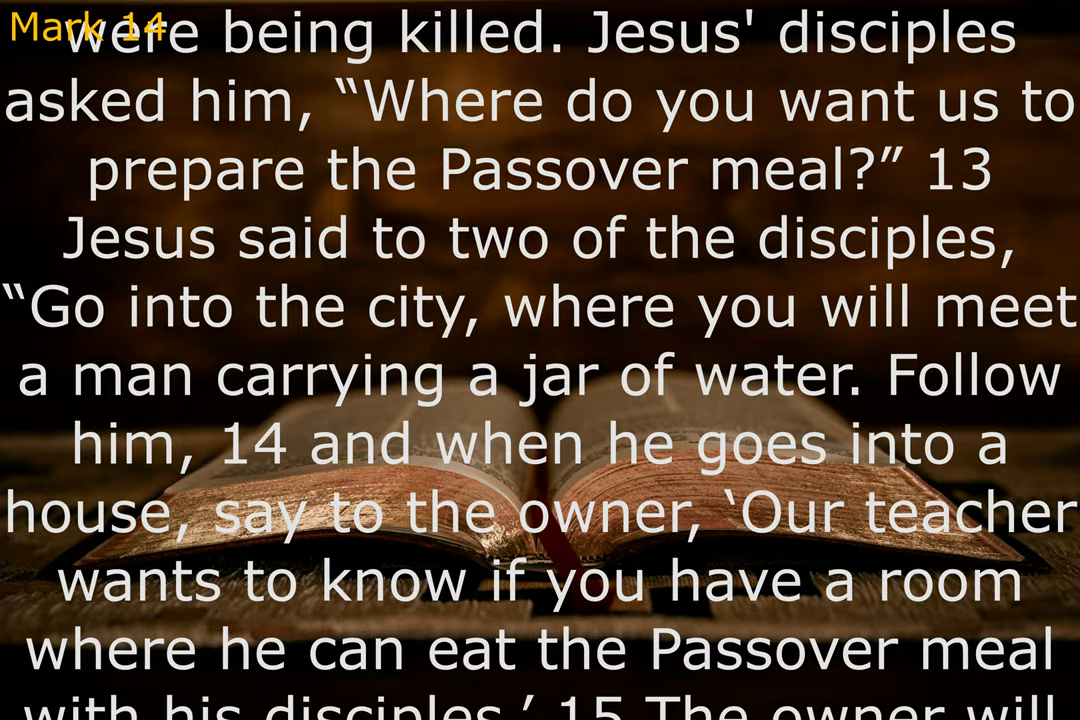 Mark 14
were being killed. Jesus' disciples
asked him, “Where do you want us to
prepare the Passover meal?” 13
Jesus said to two of the disciples,
“Go into the city, where you will meet
a man carrying a jar of water. Follow
him, 14 and when he goes into a
house, say to the owner, ‘Our teacher
wants to know if you have a room
where he can eat the Passover meal
with his disciples.’ 15 The owner will